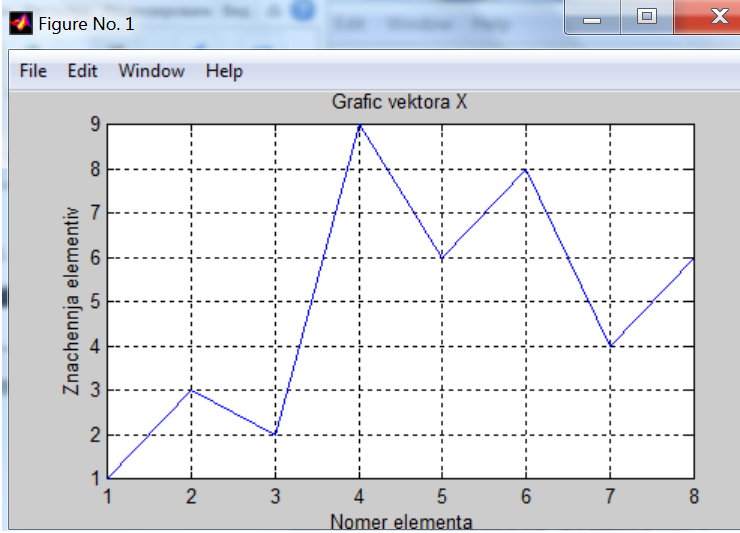 Figure No. 1
File Edit Window Help
Grafic vektora X
Znachennja elementiv
9
8
7
6
5
4
3
2
1
1 2 3 4 5 6 7 8
Nomer elementa